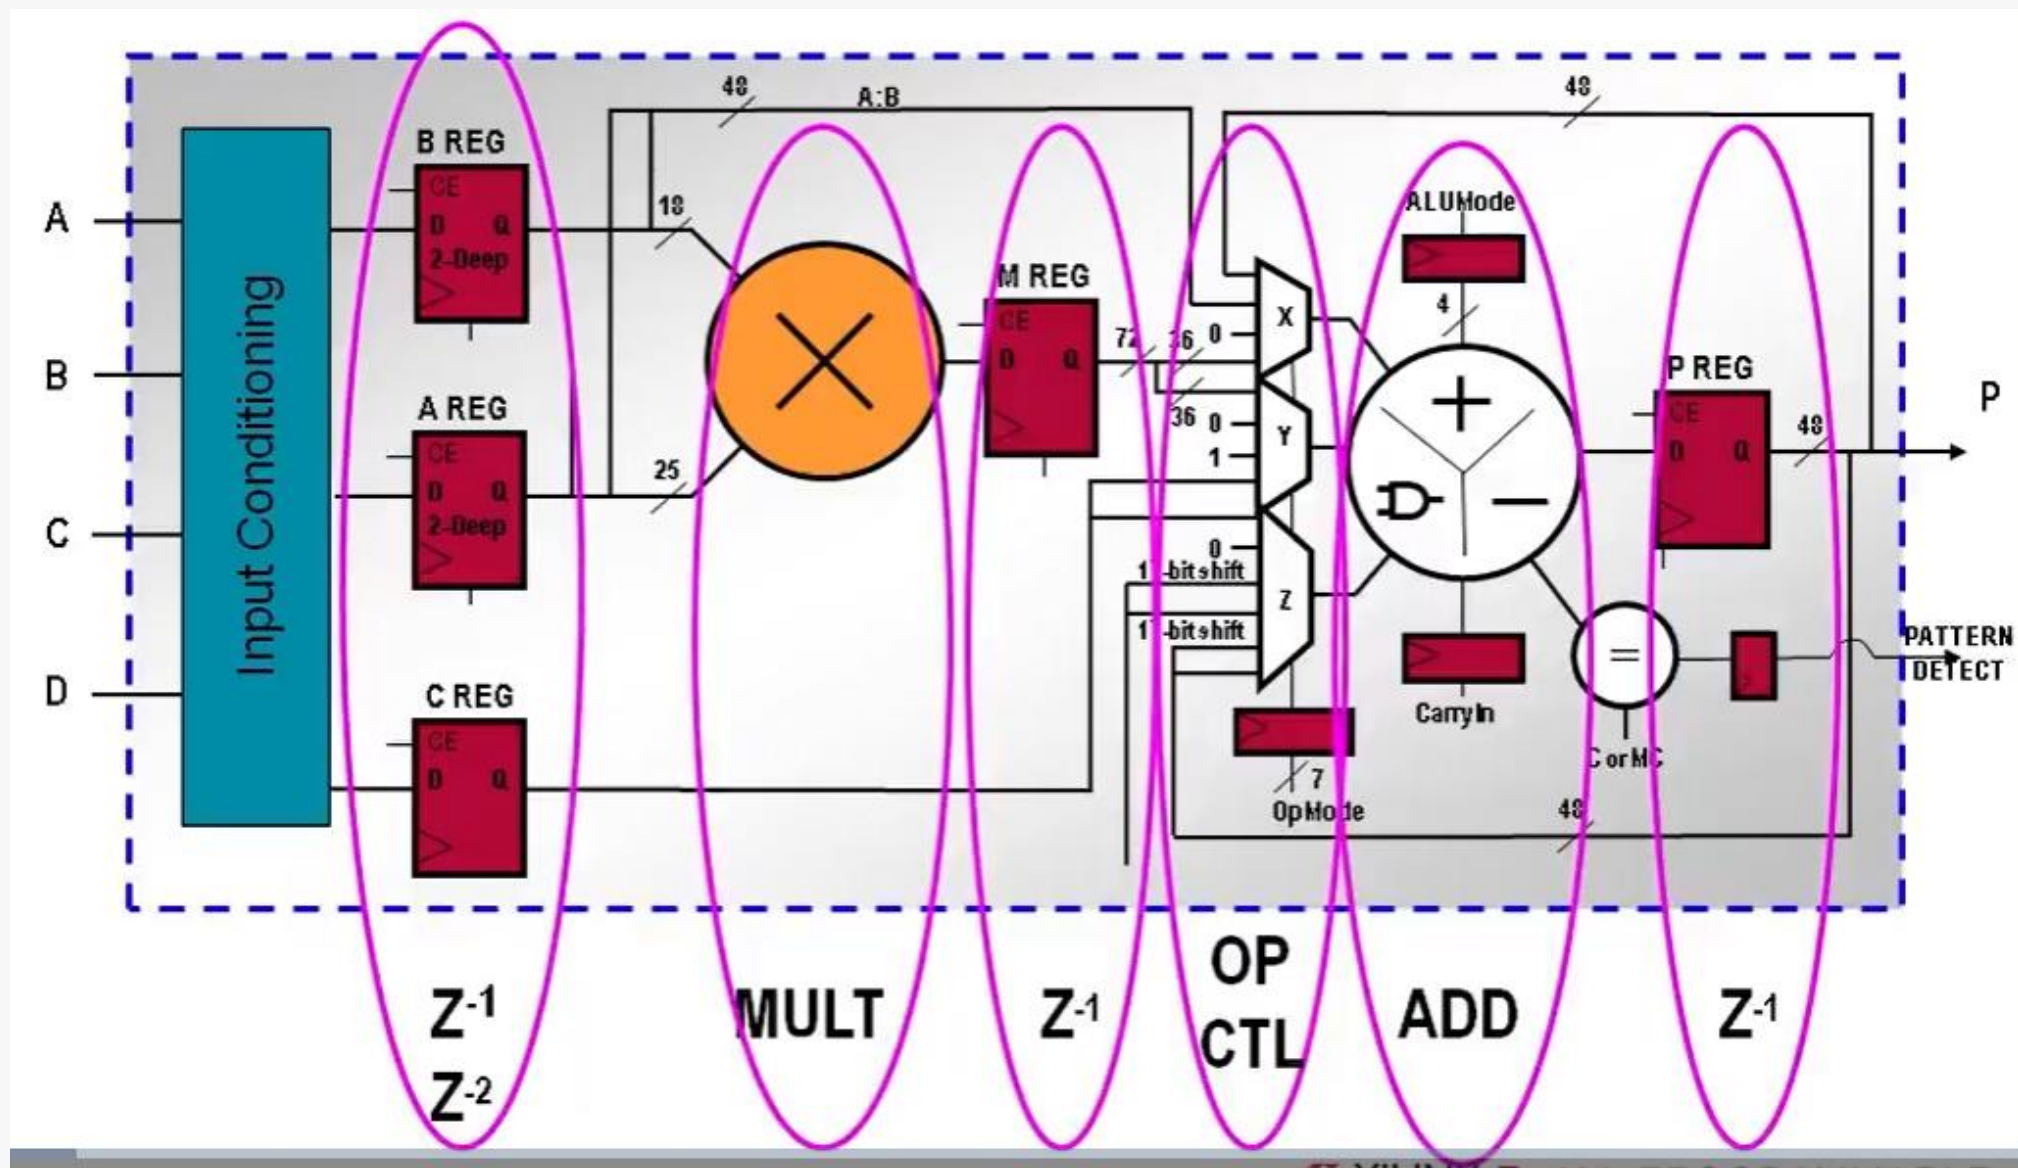 A
B
C
D
Input Conditioning
B REG
CE
D Q
2-Deep
A REG
CE
D Q
2-Deep
C REG
CE
D Q
48
A:B
18
25
M REG
CE
D Q
72
36
36
0
X
0
1
Y
0
17-bit shift
17-bit shift
Z
7
OpMode
48
ALUMode
4
+
−
CarryIn
=
C or MC
48
P REG
CE
D Q
48
P
PATTERN
DETECT
Z-1
Z-2
MULT
Z-1
OP
CTL
ADD
Z-1